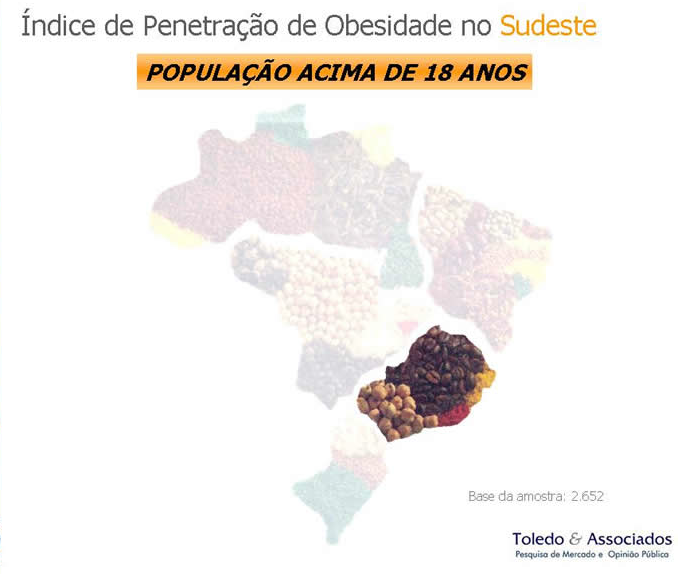 Índice de Penetração de Obesidade no Sudeste
POPULAÇÃO ACIMA DE 18 ANOS
Base da amostra: 2.652
Toledo & Associados
Pesquisa de Mercado e Opinião Pública